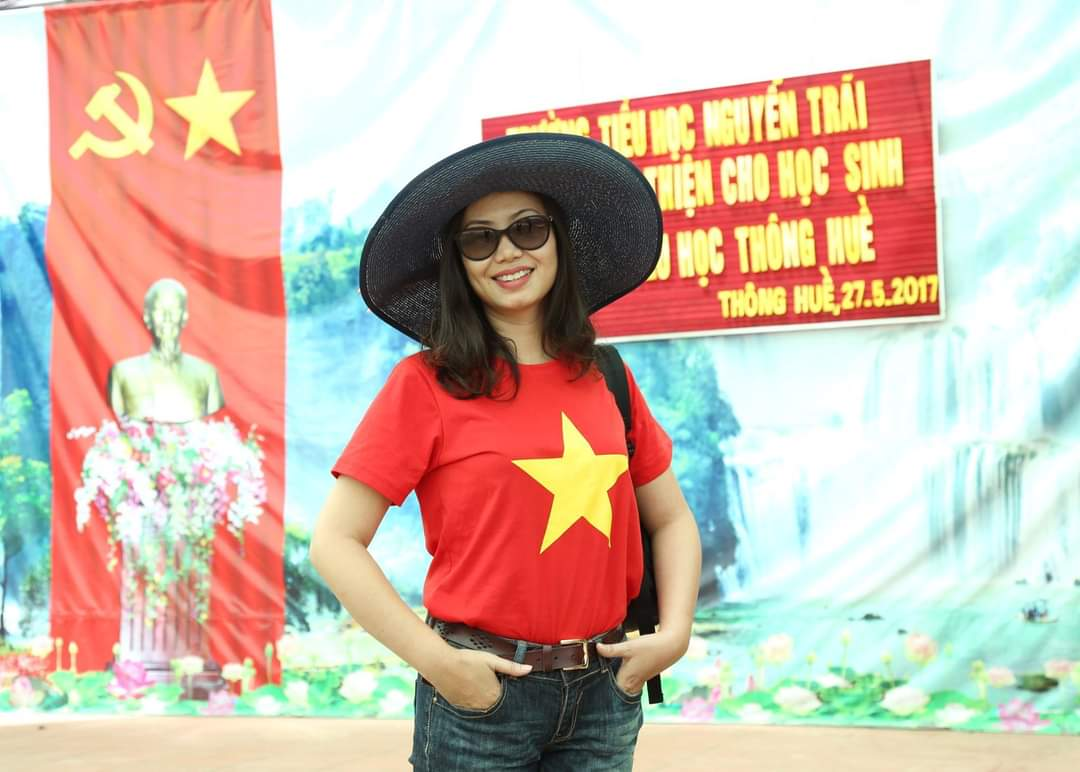 TIỂU HỌC NGUYỄN TRÃI
THIỆN CHO HỌC SINH
HỌC THÔNG HUỀ
THÔNG HUỀ,27.5.2017